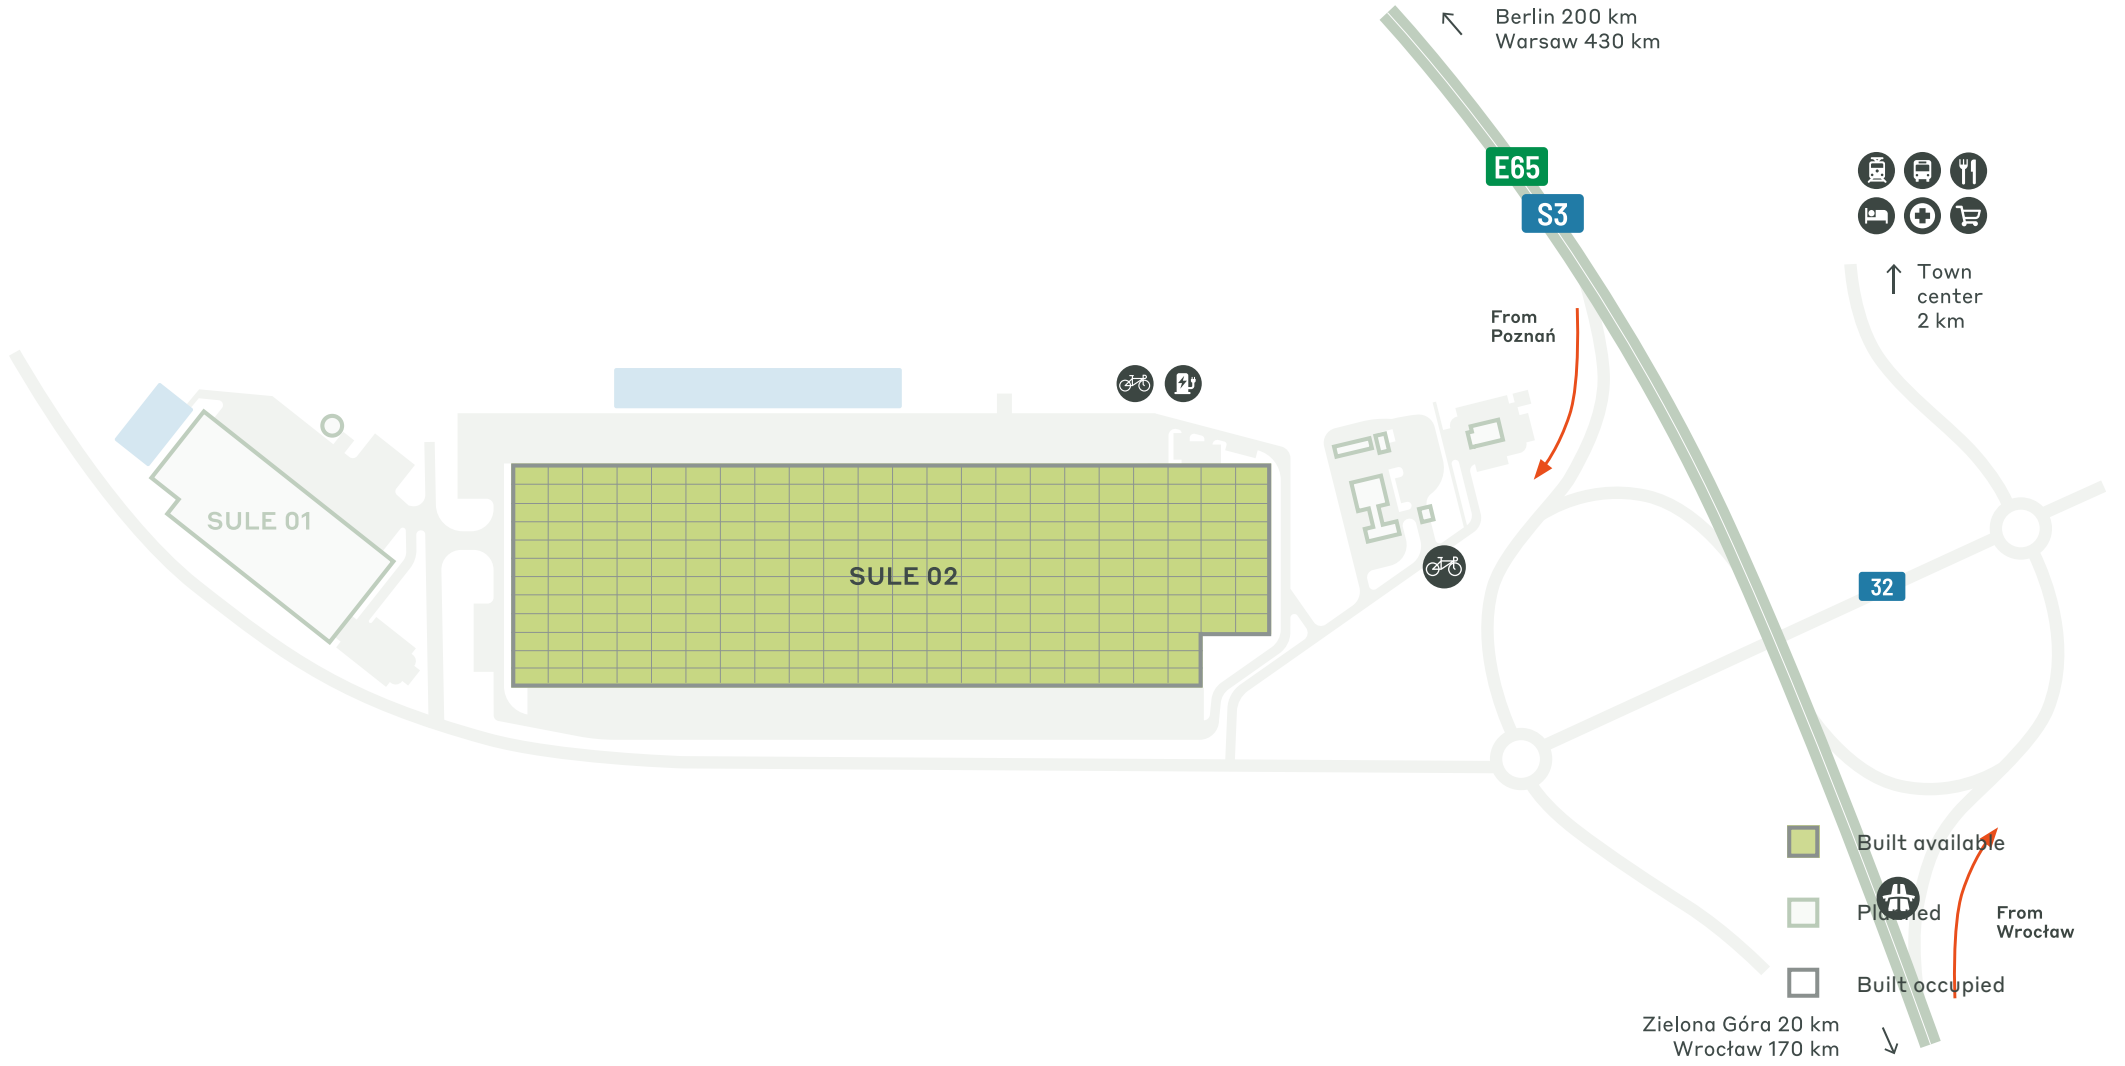 Berlin 200 km
Warsaw 430 km
E65
S3
Town
center
2 km
From
Poznań
SULE 01
SULE 02
32
Built available
Planned
From
Wrocław
Built occupied
Zielona Góra 20 km
Wrocław 170 km